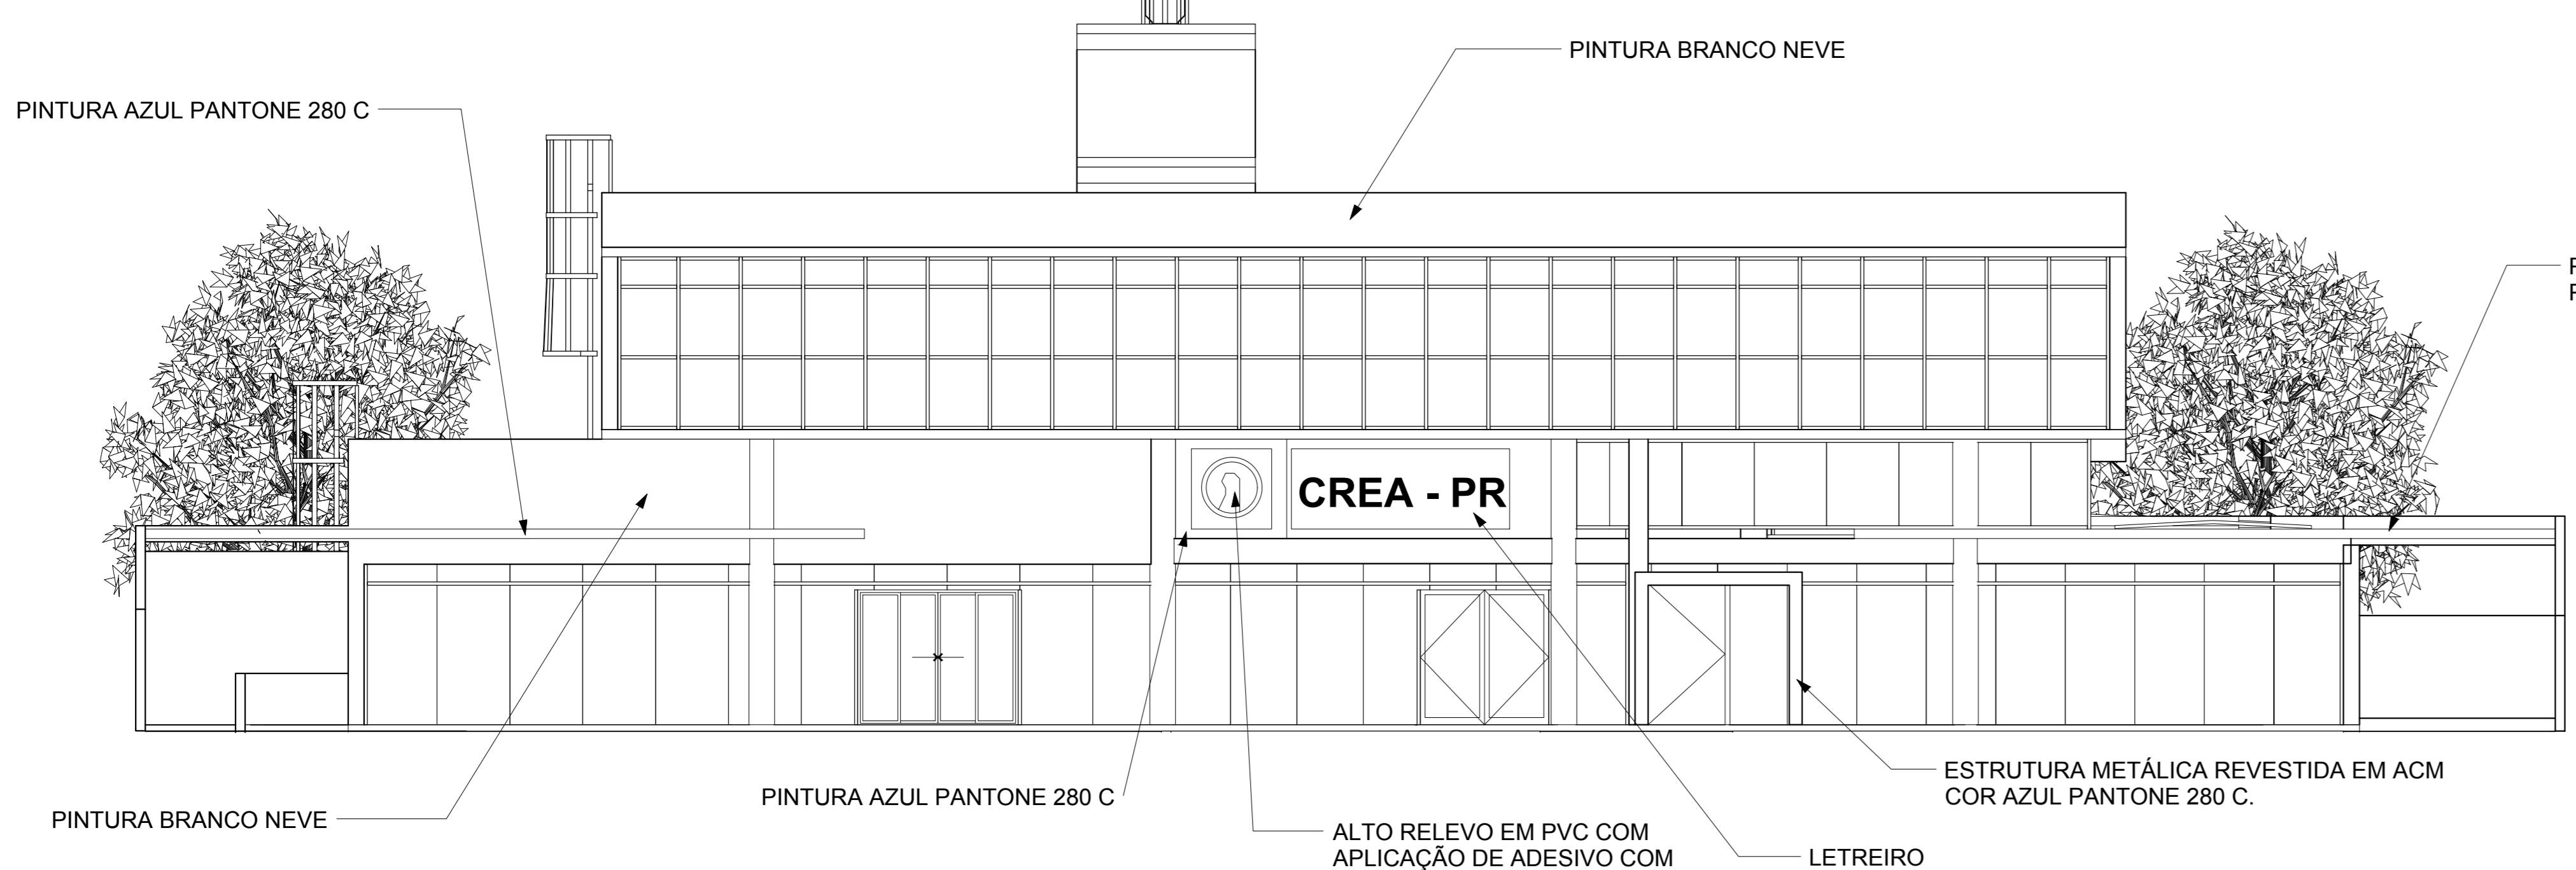 PINTURA BRANCO NEVE
PINTURA AZUL PANTONE 280 C
CREA - PR
ESTRUTURA METÁLICA REVESTIDA EM ACM
COR AZUL PANTONE 280 C.
PINTURA AZUL PANTONE 280 C
PINTURA BRANCO NEVE
ALTO RELEVO EM PVC COM
APLICAÇÃO DE ADESIVO COM
LETREIRO